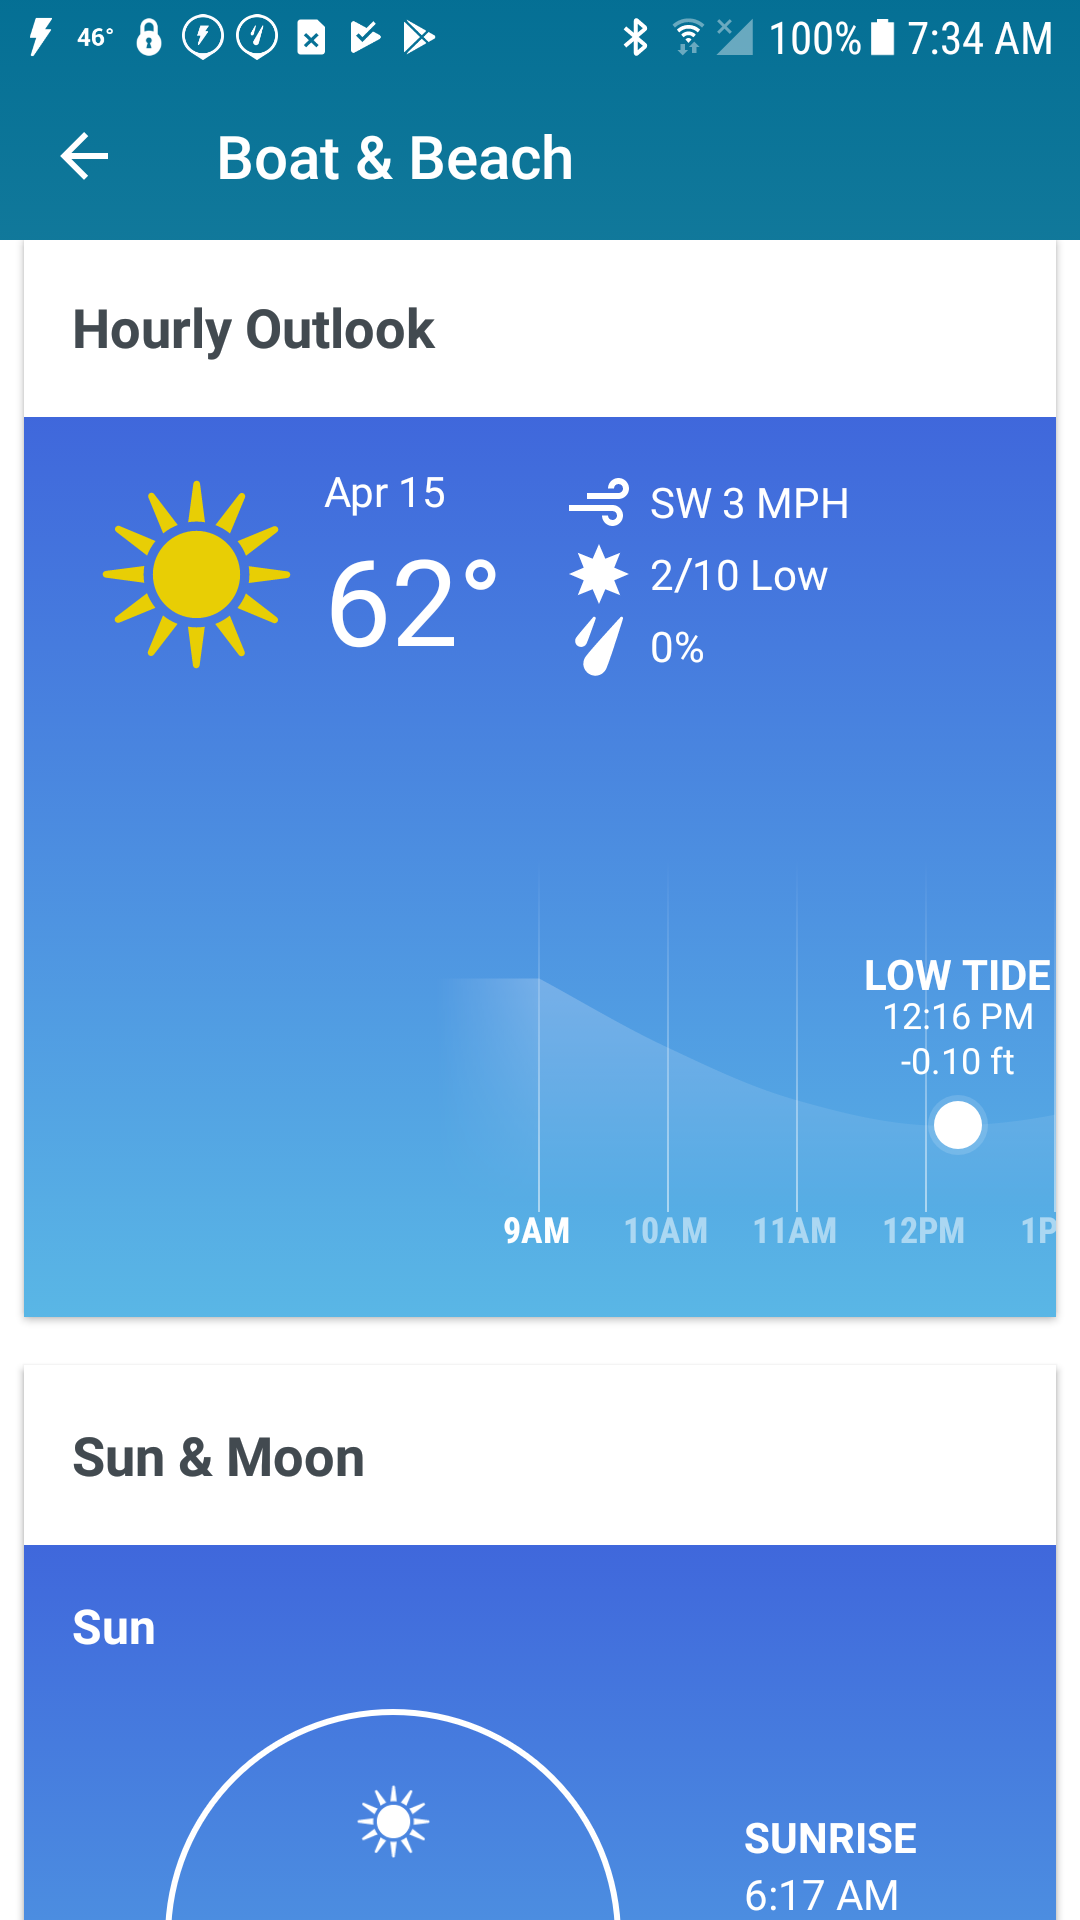 46° 100% 7:34 AM
Boat & Beach
Hourly Outlook
Apr 15
62°
SW 3 MPH
2/10 Low
0%
LOW TIDE
12:16 PM
-0.10 ft
9AM 10AM 11AM 12PM 1P
Sun & Moon
Sun
SUNRISE
6:17 AM